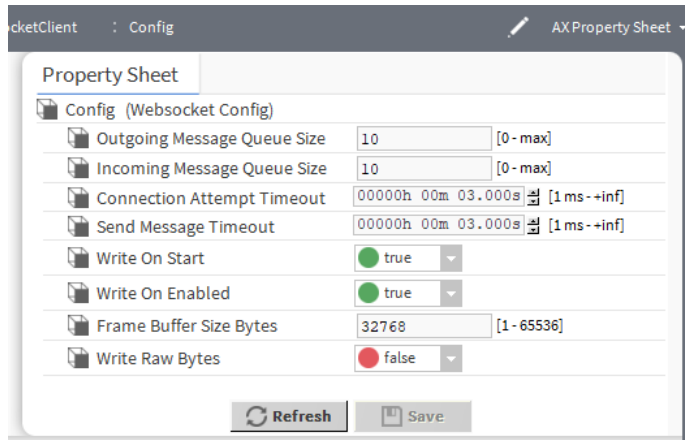 cketClient : Config AX Property Sheet
Property Sheet
Config (Websocket Config)
Outgoing Message Queue Size 10 [0 - max]
Incoming Message Queue Size 10 [0 - max]
Connection Attempt Timeout 00000h 00m 03.000s [1 ms - +inf]
Send Message Timeout 00000h 00m 03.000s [1 ms - +inf]
Write On Start true
Write On Enabled true
Frame Buffer Size Bytes 32768 [1 - 65536]
Write Raw Bytes false
Refresh Save